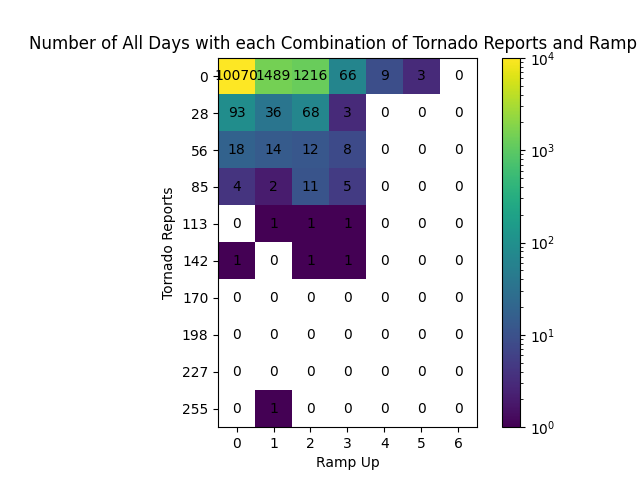 Number of All Days with each Combination of Tornado Reports and Ramp
0 10070 1489 1216 66 9 3 0
28 93 36 68 3 0 0 0
56 18 14 12 8 0 0 0
85 4 2 11 5 0 0 0
113 0 1 1 1 0 0 0
142 1 0 1 1 0 0 0
170 0 0 0 0 0 0 0
198 0 0 0 0 0 0 0
227 0 0 0 0 0 0 0
255 0 1 0 0 0 0 0
0 1 2 3 4 5 6
Ramp Up
Tornado Reports
10⁴
10³
10²
10¹
10⁰